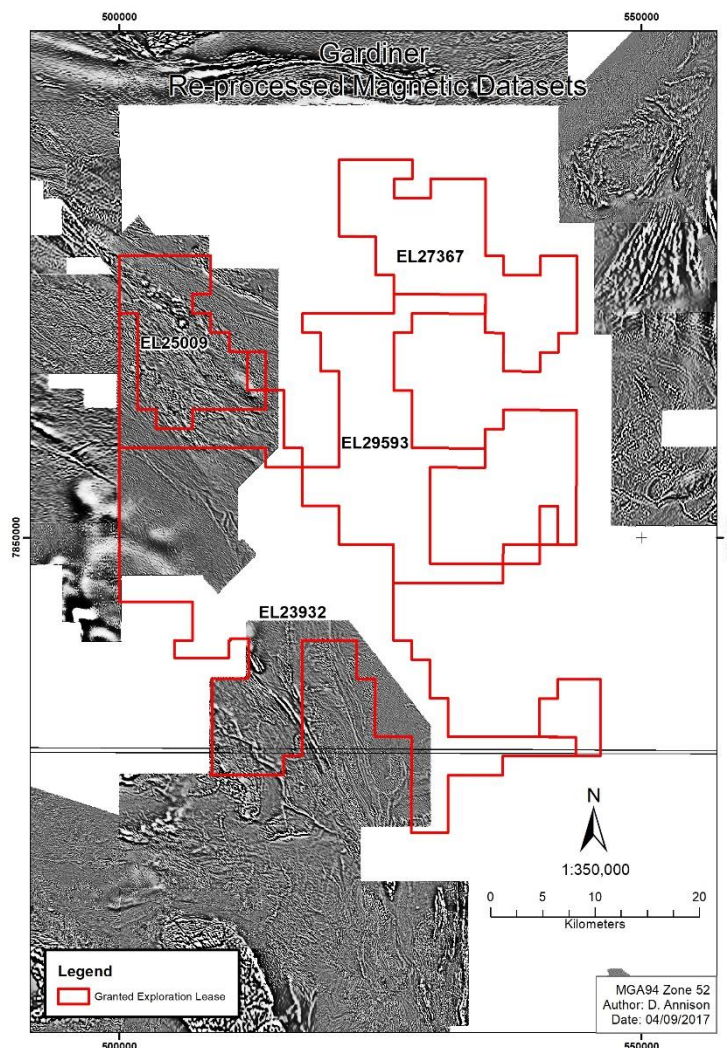 500000
550000
Gardiner
Re-processed Magnetic Datasets
EL27367
EL25009
EL29593
7850000
EL23932
N
1:350,000
0 5 10 20
Kilometers
Legend
Granted Exploration Lease
MGA94 Zone 52
Author: D. Annison
Date: 04/09/2017
500000
550000